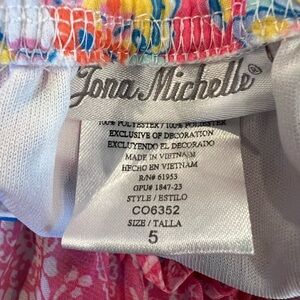 Jona Michelle®
100% POLYESTER / 100% POLIESTER
EXCLUSIVE OF DECORATION
EXCLUYENDO EL DECORADO
MADE IN VIETNAM
HECHO EN VIETNAM
R/N# 61953
GPU# 1847-23
STYLE / ESTILO
CO6352
SIZE / TALLA
5